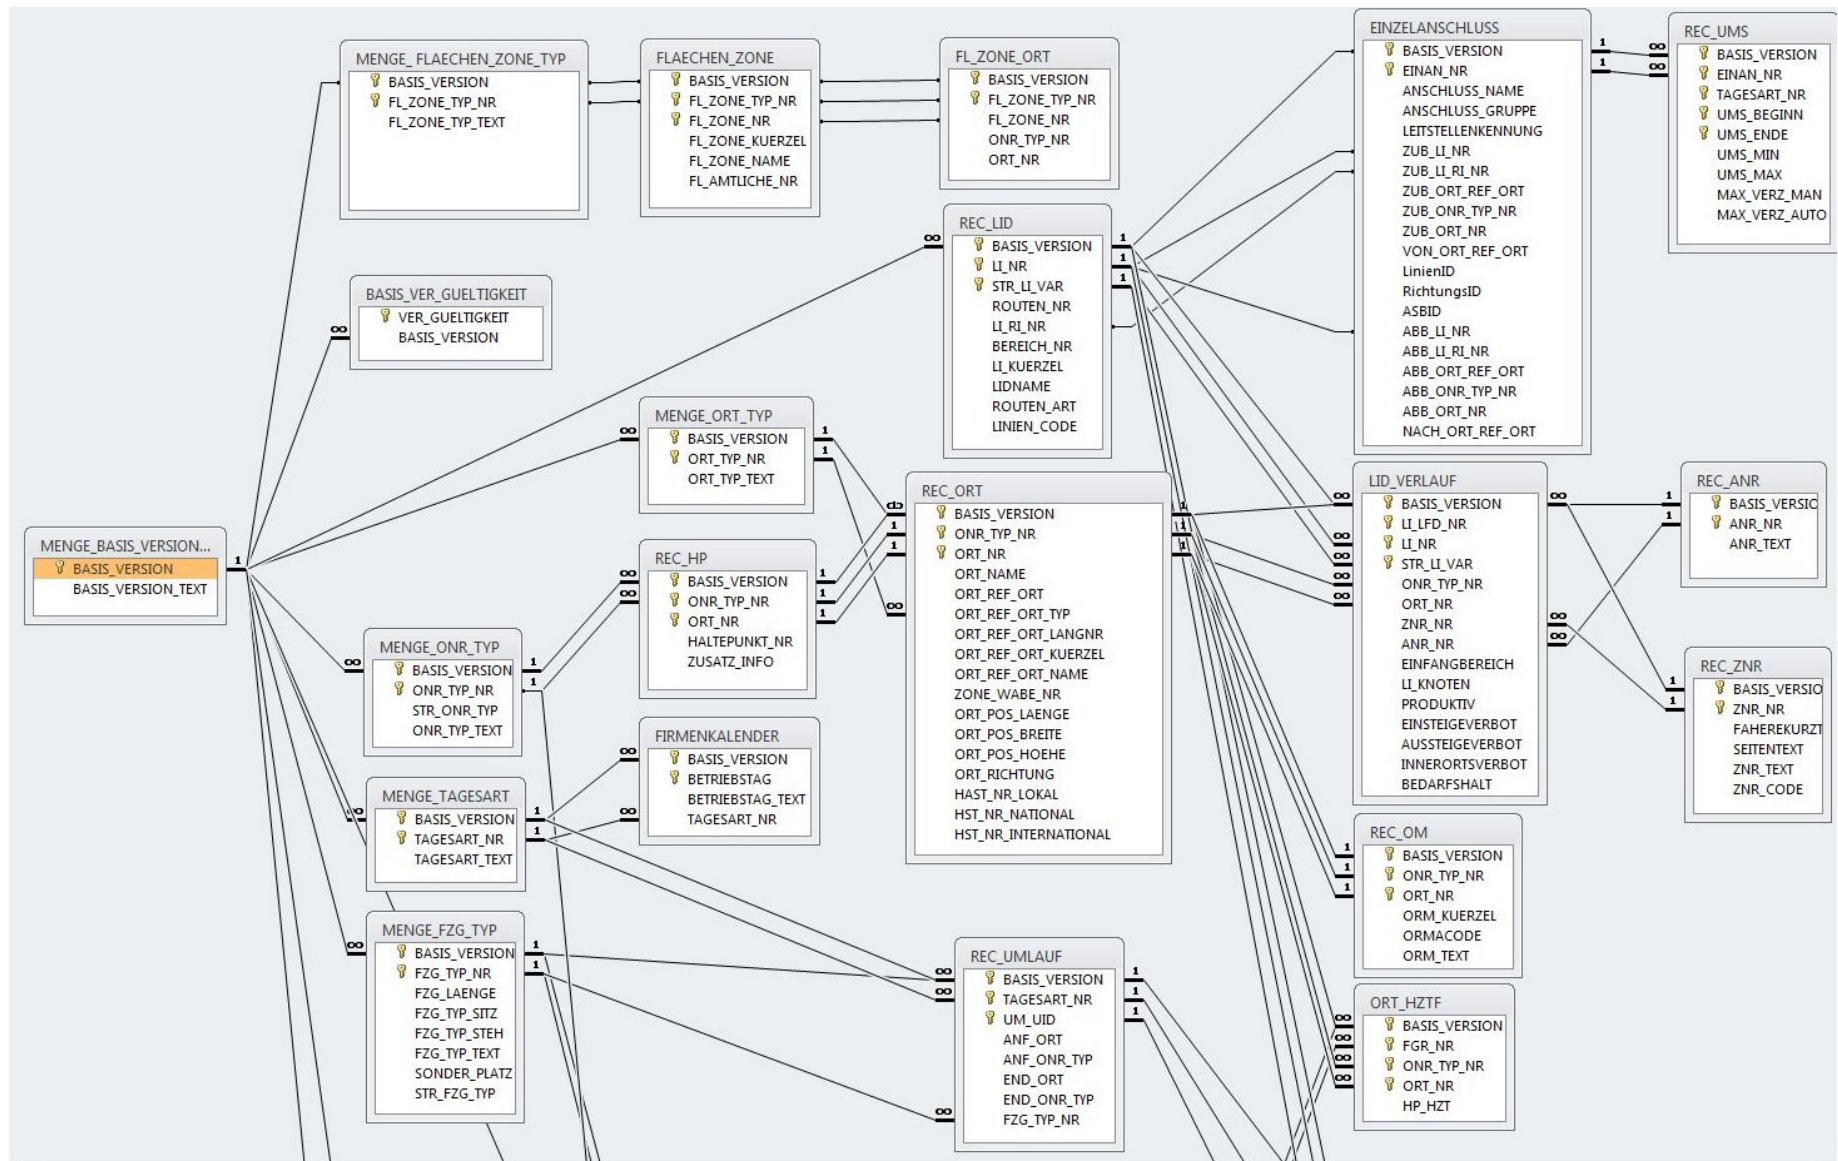 MENGE_FLAECHEN_ZONE_TYP
BASIS_VERSION
FL_ZONE_TYP_NR
FL_ZONE_TYP_TEXT
FLAECHEN_ZONE
BASIS_VERSION
FL_ZONE_TYP_NR
FL_ZONE_NR
FL_ZONE_KUERZEL
FL_ZONE_NAME
FL_AMTLICHE_NR
FL_ZONE_ORT
BASIS_VERSION
FL_ZONE_TYP_NR
FL_ZONE_NR
ONR_TYP_NR
ORT_NR
EINZELANSCHLUSS
BASIS_VERSION
EINAN_NR
ANSCHLUSS_NAME
ANSCHLUSS_GRUPPE
LEITSTELLENKENNUNG
ZUB_LI_NR
ZUB_LI_RI_NR
ZUB_ORT_REF_ORT
ZUB_ONR_TYP_NR
ZUB_ORT_NR
VON_ORT_REF_ORT
LinienID
RichtungsID
ASBID
ABB_LI_NR
ABB_LI_RI_NR
ABB_ORT_REF_ORT
ABB_ONR_TYP_NR
ABB_ORT_NR
NACH_ORT_REF_ORT
REC_UMS
BASIS_VERSION
EINAN_NR
TAGESART_NR
UMS_BEGINN
UMS_ENDE
UMS_MIN
UMS_MAX
MAX_VERZ_MAN
MAX_VERZ_AUTO
REC_LID
BASIS_VERSION
LI_NR
STR_LI_VAR
ROUTEN_NR
LI_RI_NR
BEREICH_NR
LI_KUERZEL
LIDNAME
ROUTEN_ART
LINIEN_CODE
BASIS_VER_GUELTIGKEIT
VER_GUELTIGKEIT
BASIS_VERSION
MENGE_ORT_TYP
BASIS_VERSION
ORT_TYP_NR
ORT_TYP_TEXT
REC_ORT
BASIS_VERSION
ONR_TYP_NR
ORT_NR
ORT_NAME
ORT_REF_ORT
ORT_REF_ORT_TYP
ORT_REF_ORT_LANGNR
ORT_REF_ORT_KUERZEL
ORT_REF_ORT_NAME
ZONE_WABE_NR
ORT_POS_LAENGE
ORT_POS_BREITE
ORT_POS_HOEHE
ORT_RICHTUNG
HAST_NR_LOKAL
HST_NR_NATIONAL
HST_NR_INTERNATIONAL
LID_VERLAUF
BASIS_VERSION
LI_LFD_NR
LI_NR
STR_LI_VAR
ONR_TYP_NR
ORT_NR
ZNR_NR
ANR_NR
EINFANGBEREICH
LI_KNOTEN
PRODUKTIV
EINSTEIGEVERBOT
AUSSTEIGEVERBOT
INNERORTSVERBOT
BEDARFSHALT
REC_ANR
BASIS_VERSIO
ANR_NR
ANR_TEXT
MENGE_BASIS_VERSION...
BASIS_VERSION
BASIS_VERSION_TEXT
REC_HP
BASIS_VERSION
ONR_TYP_NR
ORT_NR
HALTEPUNKT_NR
ZUSATZ_INFO
MENGE_ONR_TYP
BASIS_VERSION
ONR_TYP_NR
STR_ONR_TYP
ONR_TYP_TEXT
REC_ZNR
BASIS_VERSIO
ZNR_NR
FAHEREKURZT
SEITENTEXT
ZNR_TEXT
ZNR_CODE
FIRMENKALENDER
BASIS_VERSION
BETRIEBSTAG
BETRIEBSTAG_TEXT
TAGESART_NR
MENGE_TAGESART
BASIS_VERSION
TAGESART_NR
TAGESART_TEXT
REC_OM
BASIS_VERSION
ONR_TYP_NR
ORT_NR
ORM_KUERZEL
ORMACODE
ORM_TEXT
MENGE_FZG_TYP
BASIS_VERSION
FZG_TYP_NR
FZG_LAENGE
FZG_TYP_SITZ
FZG_TYP_STEH
FZG_TYP_TEXT
SONDER_PLATZ
STR_FZG_TYP
REC_UMLAUF
BASIS_VERSION
TAGESART_NR
UM_UID
ANF_ORT
ANF_ONR_TYP
END_ORT
END_ONR_TYP
FZG_TYP_NR
ORT_HZTF
BASIS_VERSION
FGR_NR
ONR_TYP_NR
ORT_NR
HP_HZT